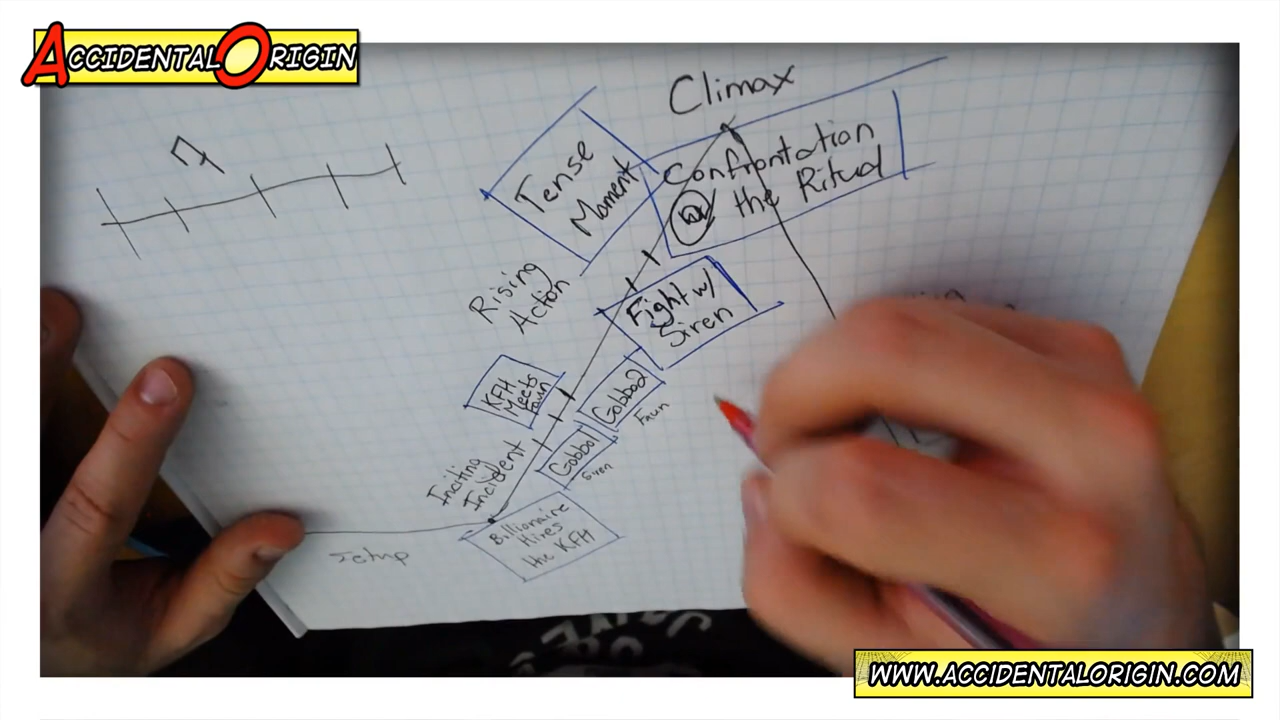 ACCIDENTAL ORIGIN
7
Climax
Tense
Moment
Confrontation
@ the Ritual
Rising
Action
Fight w/
Siren
KFH
Meets
Faun
Gobbo2
Faun
Gobbo1
Siren
Inciting
Incident
Billionaire
Hires
the KFH
Setup
WWW.ACCIDENTALORIGIN.COM